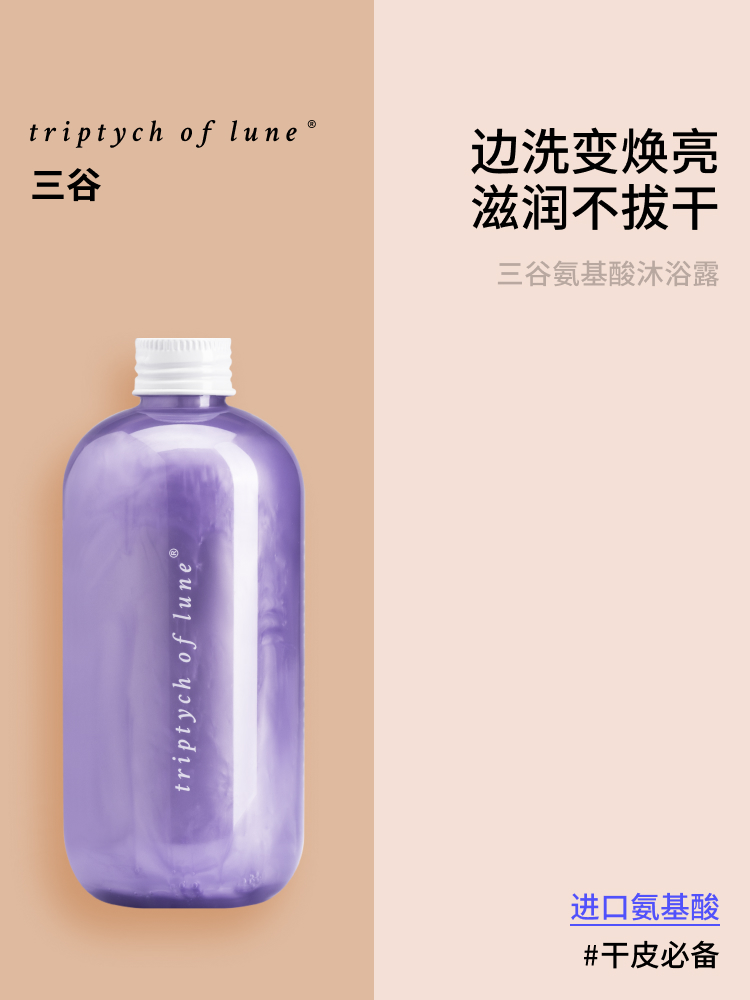 triptych of lune®
三谷
边洗变焕亮
滋润不拔干
三谷氨基酸沐浴露
triptych of lune®
进口氨基酸
#干皮必备